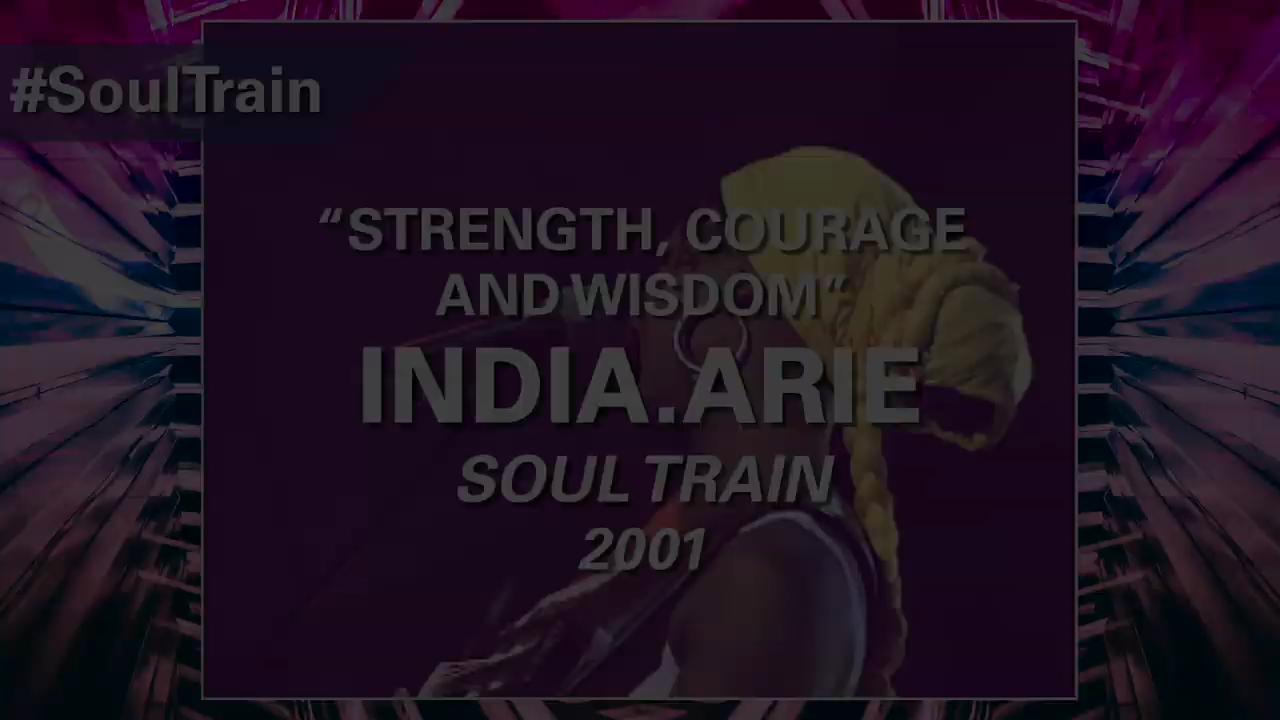 #SoulTrain
“STRENGTH, COURAGE
AND WISDOM“
INDIA.ARIE
SOUL TRAIN
2001